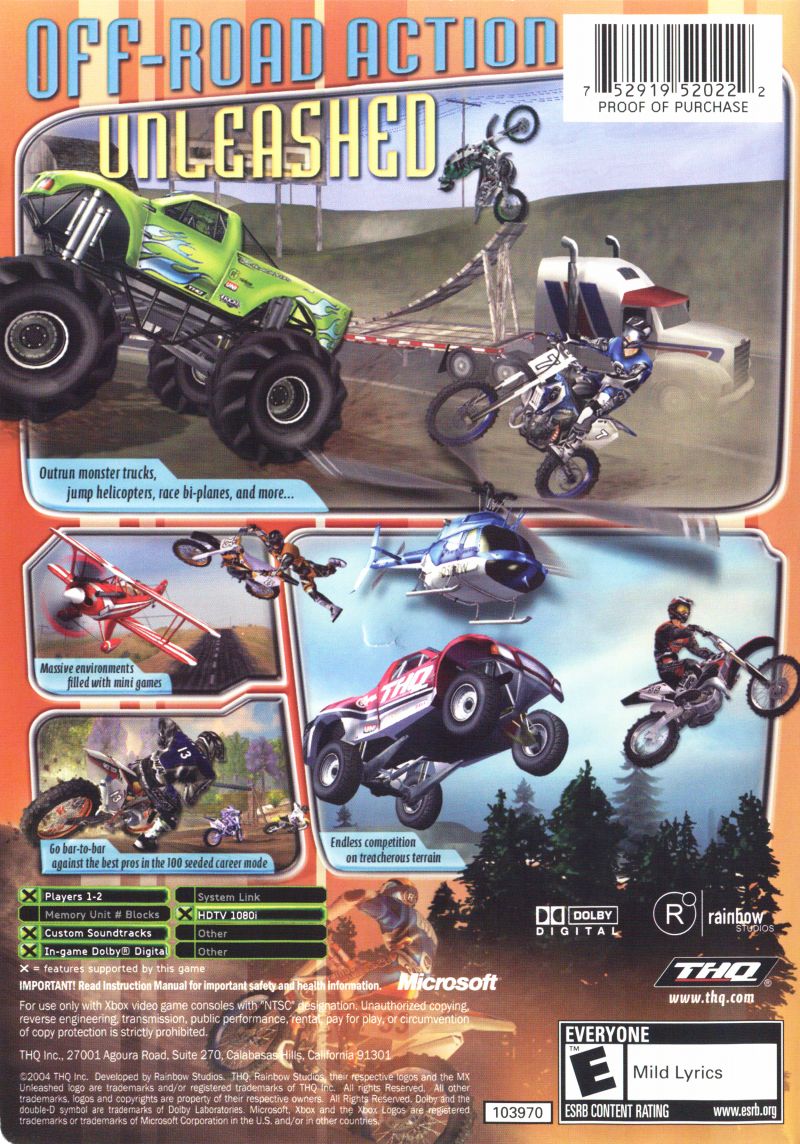 OFF-ROAD ACTION
UNLEASHED
7 52919 52022 2
PROOF OF PURCHASE
THQ
UNI
7
7
Outrun monster trucks,
jump helicopters, race bi-planes, and more...
Massive environments
filled with mini games
THQ
UNI
13
13
Go bar-to-bar
against the best pros in the 100 seeded career mode
Endless competition
on treacherous terrain
Players 1-2
System Link
Memory Unit # Blocks
HDTV 1080i
Custom Soundtracks
Other
In-game Dolby® Digital
Other
X = features supported by this game
DOLBY
DIGITAL
R
rainbow
STUDIOS
THQ®
www.thq.com
IMPORTANT! Read Instruction Manual for important safety and health information.
Microsoft
For use only with Xbox video game consoles with "NTSC" designation. Unauthorized copying,
reverse engineering, transmission, public performance, rental, pay for play, or circumvention
of copy protection is strictly prohibited.
THQ Inc., 27001 Agoura Road, Suite 270, Calabasas Hills, California 91301
©2004 THQ Inc. Developed by Rainbow Studios. THQ, Rainbow Studios, their respective logos and the MX
Unleashed logo are trademarks and/or registered trademarks of THQ Inc. All rights Reserved. All other
trademarks, logos and copyrights are property of their respective owners. All Rights Reserved. Dolby and the
double-D symbol are trademarks of Dolby Laboratories. Microsoft, Xbox and the Xbox Logos are registered
trademarks or trademarks of Microsoft Corporation in the U.S. and/or in other countries.
103970
EVERYONE
E™
Mild Lyrics
ESRB CONTENT RATING www.esrb.org